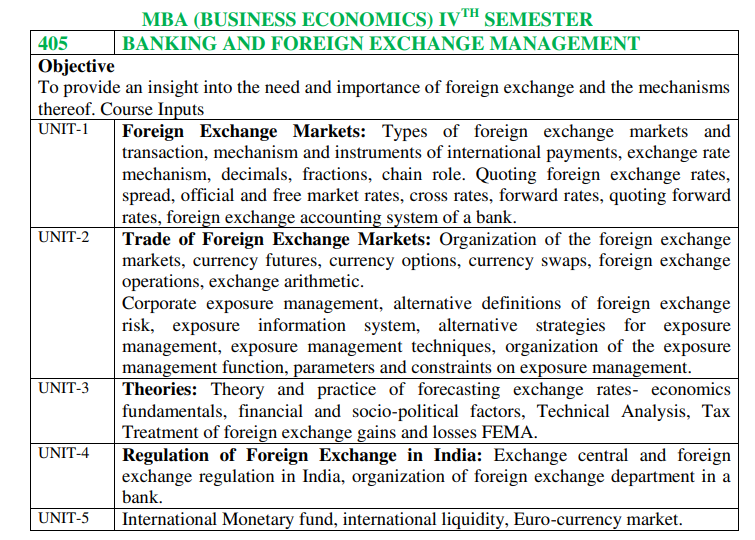 MBA (BUSINESS ECONOMICS) IVTH SEMESTER
405 BANKING AND FOREIGN EXCHANGE MANAGEMENT
Objective
To provide an insight into the need and importance of foreign exchange and the mechanisms
thereof. Course Inputs
UNIT-1 Foreign Exchange Markets: Types of foreign exchange markets and
transaction, mechanism and instruments of international payments, exchange rate
mechanism, decimals, fractions, chain role. Quoting foreign exchange rates,
spread, official and free market rates, cross rates, forward rates, quoting forward
rates, foreign exchange accounting system of a bank.
UNIT-2 Trade of Foreign Exchange Markets: Organization of the foreign exchange
markets, currency futures, currency options, currency swaps, foreign exchange
operations, exchange arithmetic.
Corporate exposure management, alternative definitions of foreign exchange
risk, exposure information system, alternative strategies for exposure
management, exposure management techniques, organization of the exposure
management function, parameters and constraints on exposure management.
UNIT-3 Theories: Theory and practice of forecasting exchange rates- economics
fundamentals, financial and socio-political factors, Technical Analysis, Tax
Treatment of foreign exchange gains and losses FEMA.
UNIT-4 Regulation of Foreign Exchange in India: Exchange central and foreign
exchange regulation in India, organization of foreign exchange department in a
bank.
UNIT-5 International Monetary fund, international liquidity, Euro-currency market.